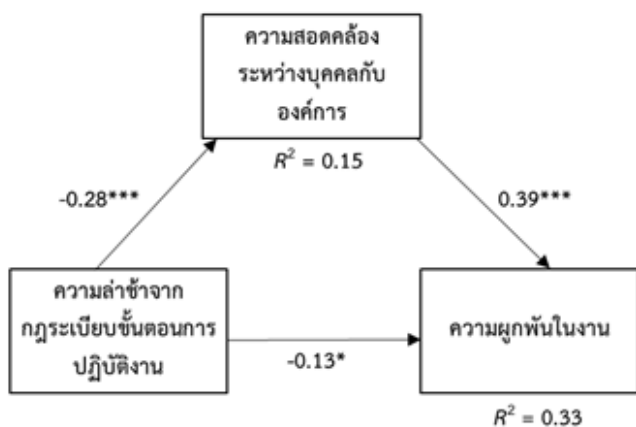 ความสอดคล้อง
ระหว่างบุคคลกับ
องค์การ
R² = 0.15
-0.28***
0.39***
ความล่าช้าจาก
กฎระเบียบขั้นตอนการ
ปฏิบัติงาน
-0.13*
ความผูกพันในงาน
R² = 0.33